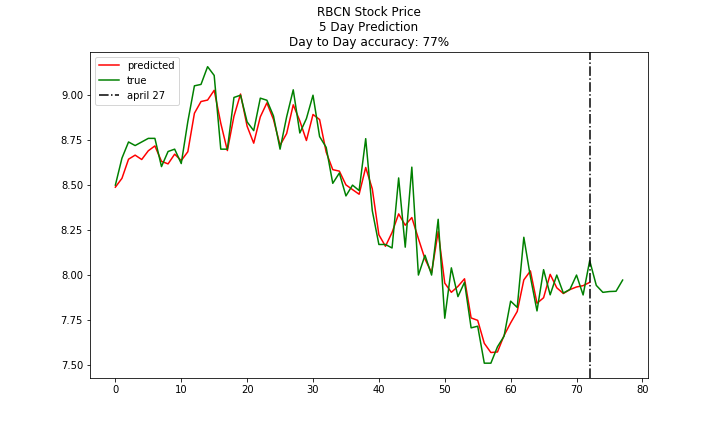 RBCN Stock Price
5 Day Prediction
Day to Day accuracy: 77%
predicted
true
april 27
9.00
8.75
8.50
8.25
8.00
7.75
7.50
0 10 20 30 40 50 60 70 80